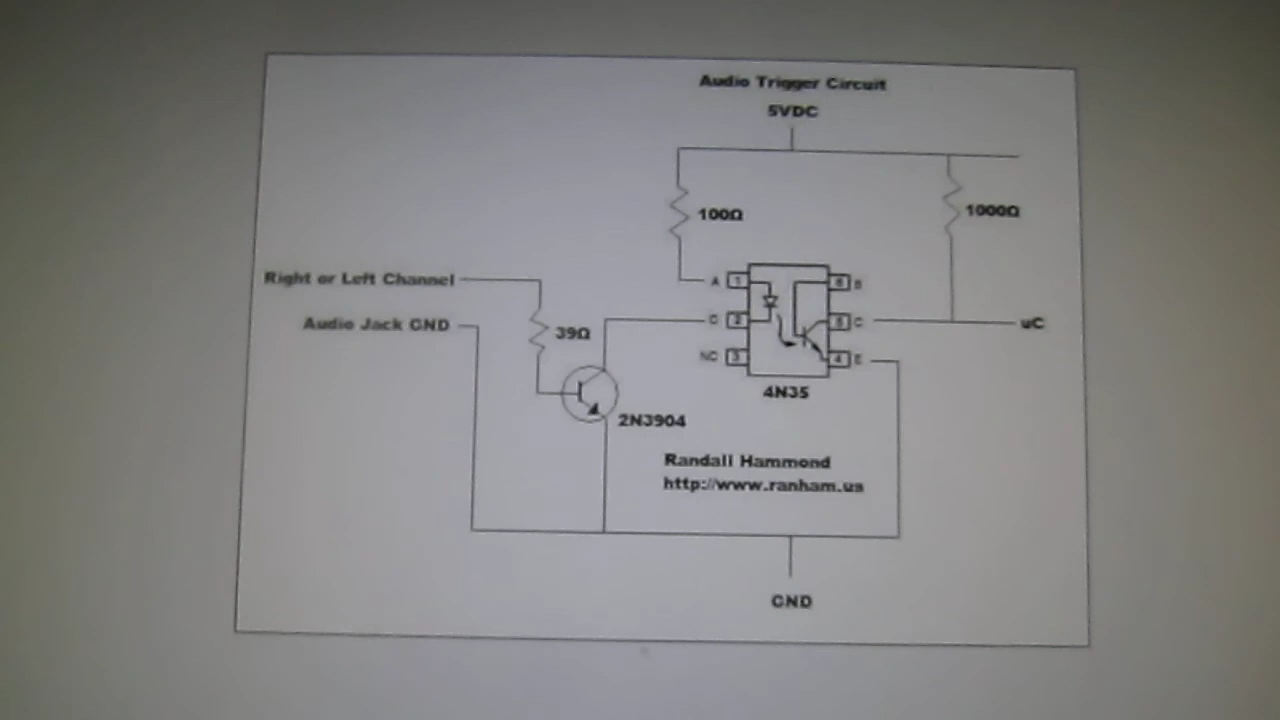 Audio Trigger Circuit
5VDC
100Ω
1000Ω
Right or Left Channel
A 1 6 B
Audio Jack GND
39Ω
C 2 5 C
uC
NC 3 4 E
4N35
2N3904
Randall Hammond
http://www.ranham.us
GND